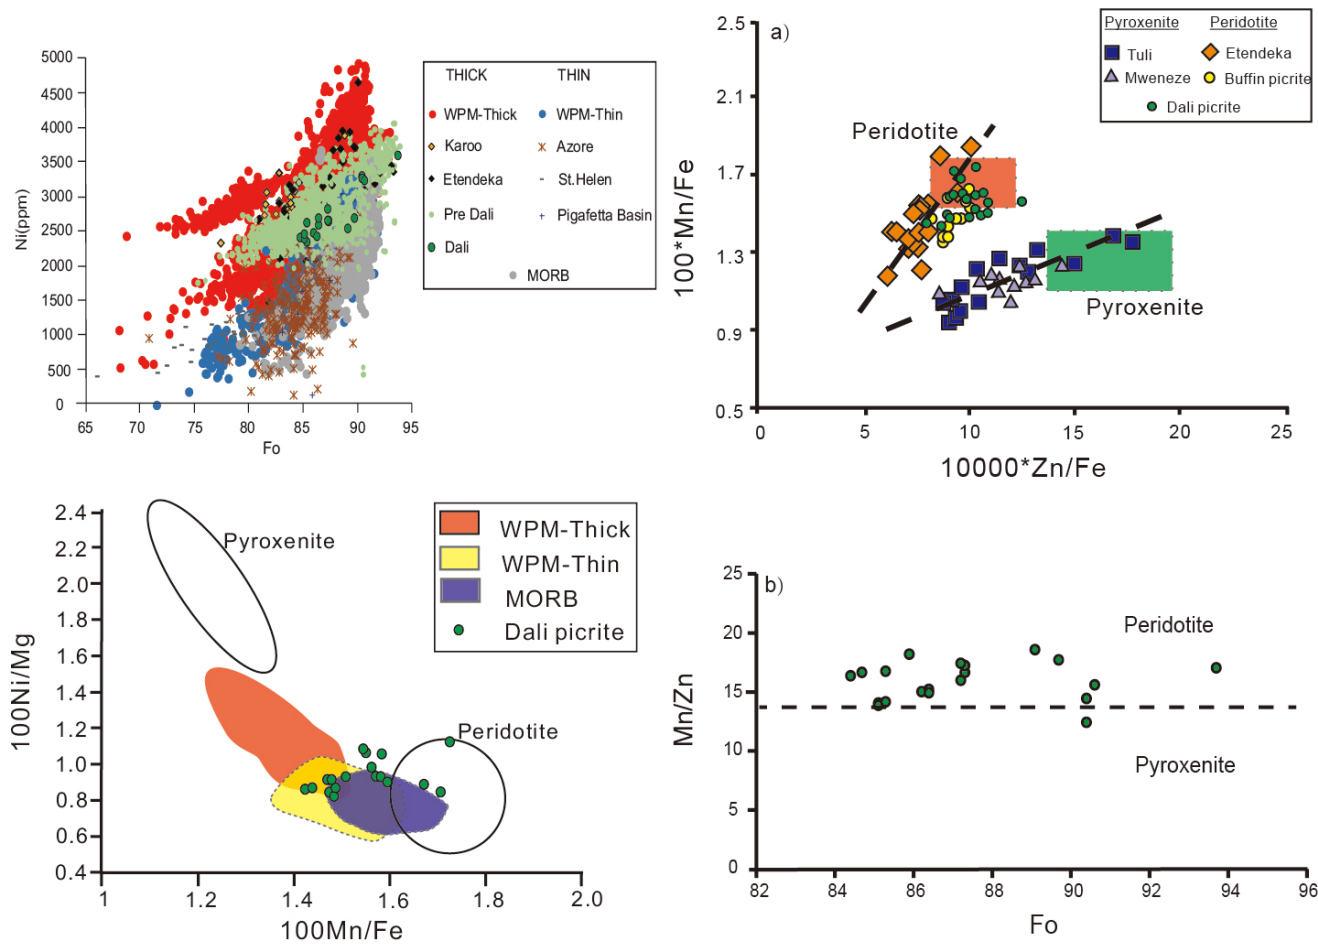 5000
4500
4000
3500
3000
2500
2000
1500
1000
500
0
Ni(ppm)
65 70 75 80 85 90 95
Fo
THICK THIN
WPM-Thick WPM-Thin
Karoo Azore
Etendeka St.Helen
Pre Dali Pigafetta Basin
Dali
MORB
a)
2.5
2.1
1.7
1.3
0.9
0.5
100*Mn/Fe
0 5 10 15 20 25
10000*Zn/Fe
Peridotite
Pyroxenite
Pyroxenite Peridotite
Tuli Etendeka
Mweneze Buffin picrite
Dali picrite
2.4
2.2
2.0
1.8
1.6
1.4
1.2
1.0
0.8
0.6
0.4
100Ni/Mg
1 1.2 1.4 1.6 1.8 2.0
100Mn/Fe
Pyroxenite
Peridotite
WPM-Thick
WPM-Thin
MORB
Dali picrite
b)
25
20
15
10
5
0
Mn/Zn
82 84 86 88 90 92 94 96
Fo
Peridotite
Pyroxenite